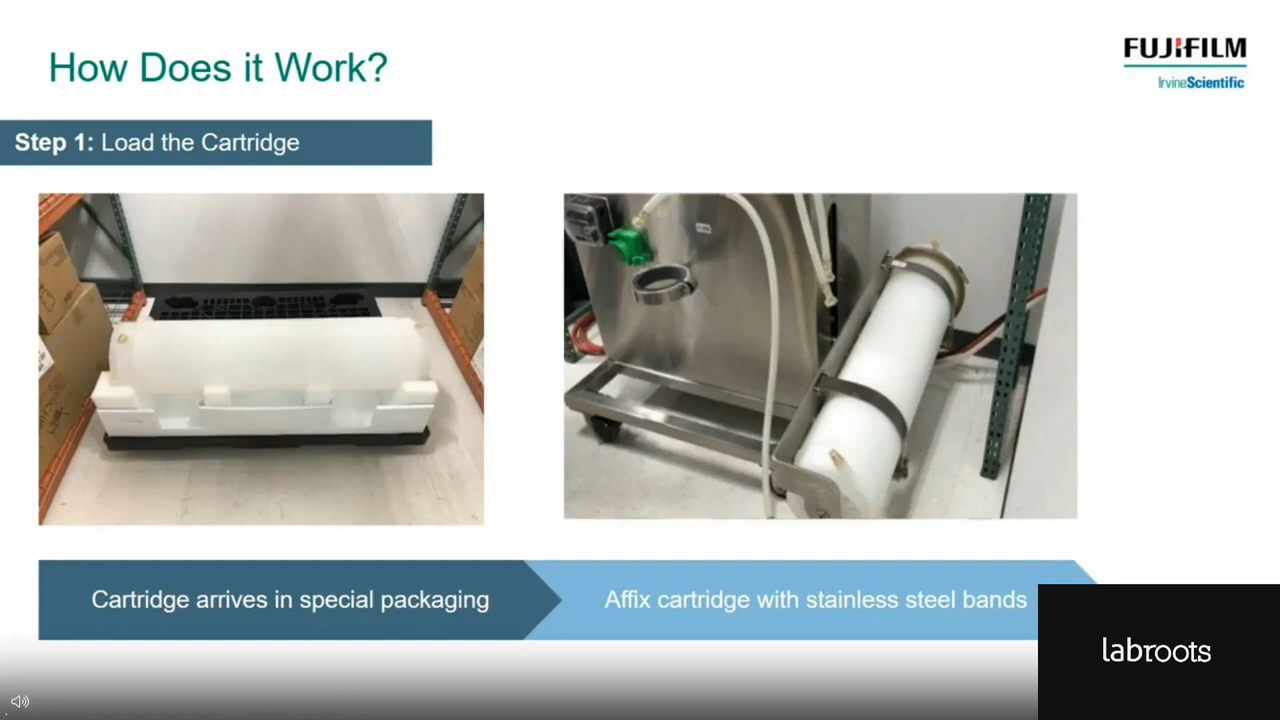 How Does it Work?
FUJIFILM
IrvineScientific
Step 1: Load the Cartridge
Cartridge arrives in special packaging
Affix cartridge with stainless steel bands
labroots